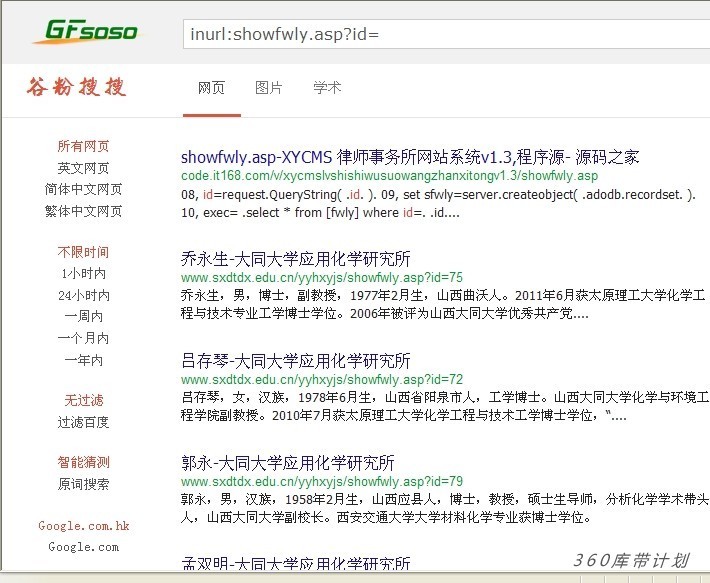 GFsoso
inurl:showfwly.asp?id=
谷粉搜搜
网页
图片
学术
所有网页
英文网页
简体中文网页
繁体中文网页
不限时间
1小时内
24小时内
一周内
一个月内
一年内
无过滤
过滤百度
智能猜测
原词搜索
Google.com.hk
Google.com
showfwly.asp-XYCMS 律师事务所网站系统v1.3,程序源- 源码之家
code.it168.com/v/xycmslvshishiwusuowangzhanxitongv1.3/showfwly.asp
08, id=request.QueryString( .id. ). 09, set sfwly=server.createobject( .adodb.recordset. ).
10, exec= .select * from [fwly] where id=. .id....
乔永生-大同大学应用化学研究所
www.sxdtdx.edu.cn/yyhxyjs/showfwly.asp?id=75
乔永生，男，博士，副教授，1977年2月生，山西曲沃人。2011年6月获太原理工大学化学工
程与技术专业工学博士学位。2006年被评为山西大同大学优秀共产党....
吕存琴-大同大学应用化学研究所
www.sxdtdx.edu.cn/yyhxyjs/showfwly.asp?id=72
吕存琴，女，汉族，1978年6月生，山西省阳泉市人，工学博士。山西大同大学化学与环境工
程学院副教授。2010年7月获太原理工大学化学工程与技术工学博士学位，“....
郭永-大同大学应用化学研究所
www.sxdtdx.edu.cn/yyhxyjs/showfwly.asp?id=79
郭永，男，汉族，1958年2月生，山西应县人，博士，教授，硕士生导师，分析化学学术带头
人，山西大同大学副校长。西安交通大学大学材料化学专业获博士学位。
孟双明-大同大学应用化学研究所
360库带计划